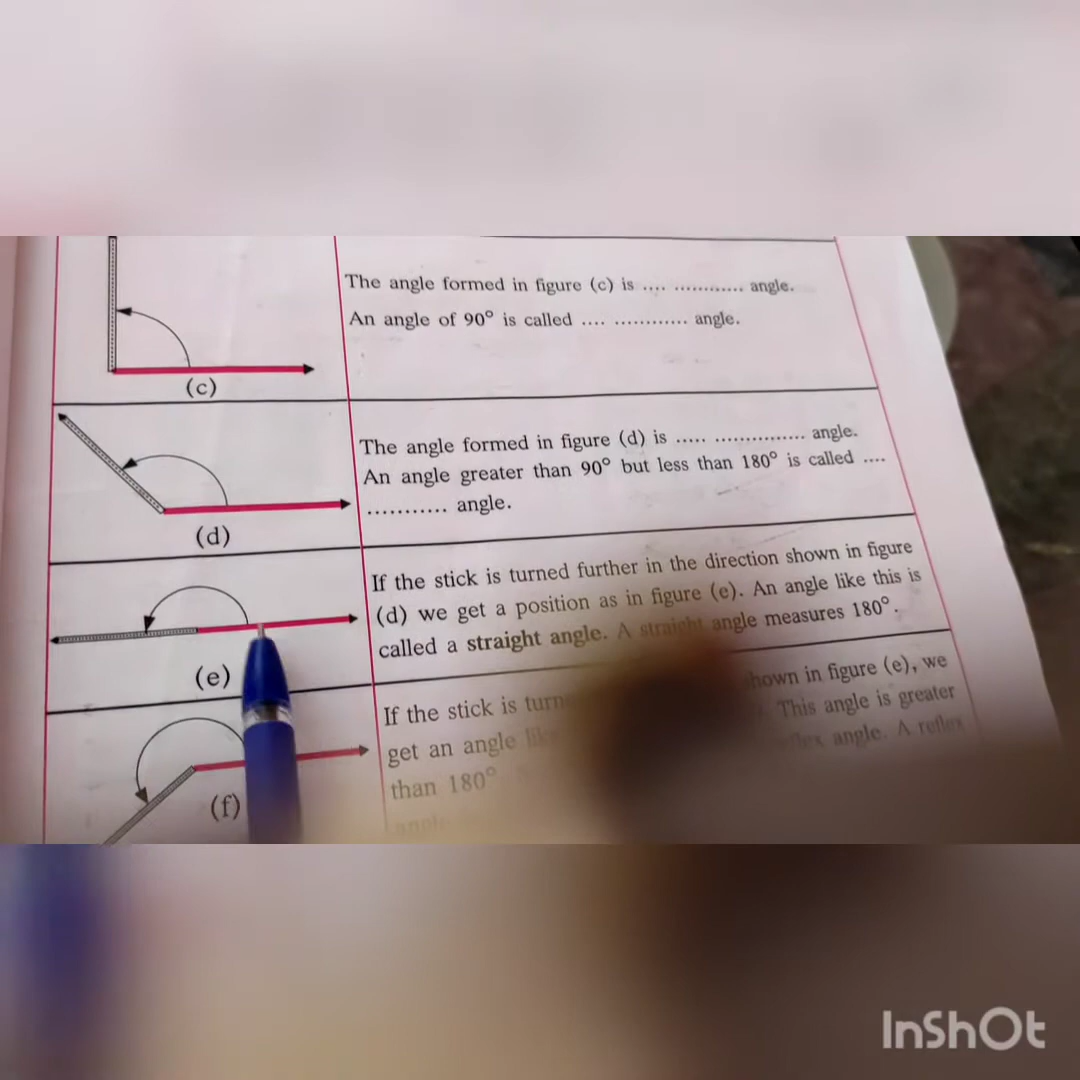 The angle formed in figure (c) is .... ............ angle.
An angle of 90° is called .... ............ angle.
(c)
The angle formed in figure (d) is ..... ............... angle.
An angle greater than 90° but less than 180° is called ....
........... angle.
(d)
If the stick is turned further in the direction shown in figure
(d) we get a position as in figure (e). An angle like this is
called a straight angle. A straight angle measures 180°.
(e)
If the stick is hown in figure (e), we
get an angle This angle is greater
than 180° angle. A reflex
(f)
InShOt